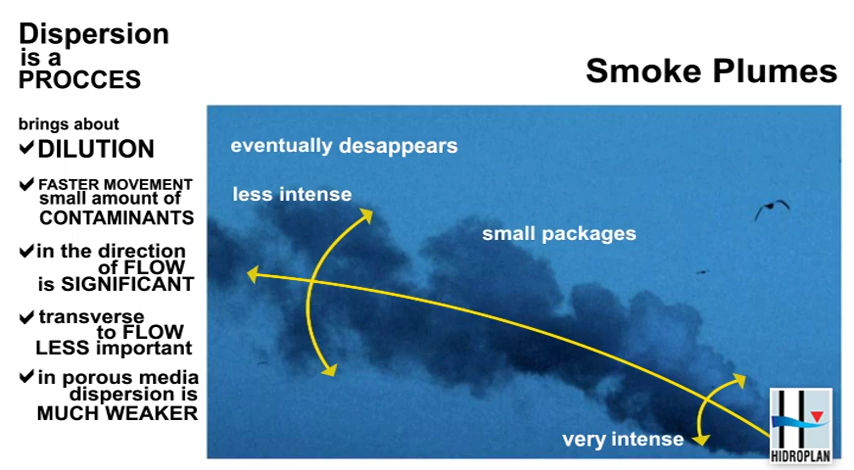 Dispersion
is a
PROCCES
brings about
DILUTION
FASTER MOVEMENT
small amount of
CONTAMINANTS
in the direction
of FLOW
is SIGNIFICANT
transverse
to FLOW
LESS important
in porous media
dispersion is
MUCH WEAKER
Smoke Plumes
eventually desappears
less intense
small packages
very intense
HIDROPLAN